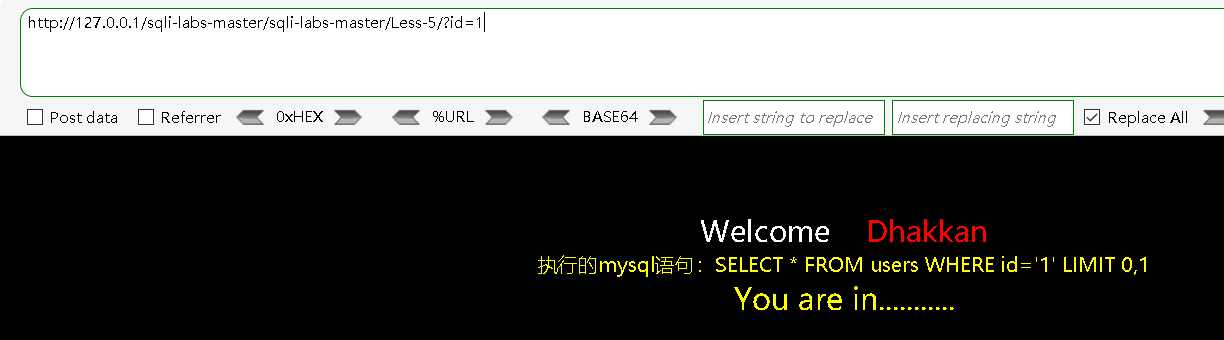 http://127.0.0.1/sqli-labs-master/sqli-labs-master/Less-5/?id=1
Post data Referrer 0xHEX %URL BASE64 Insert string to replace Insert replacing string Replace All
Welcome Dhakkan
执行的mysql语句：SELECT * FROM users WHERE id='1' LIMIT 0,1
You are in...........